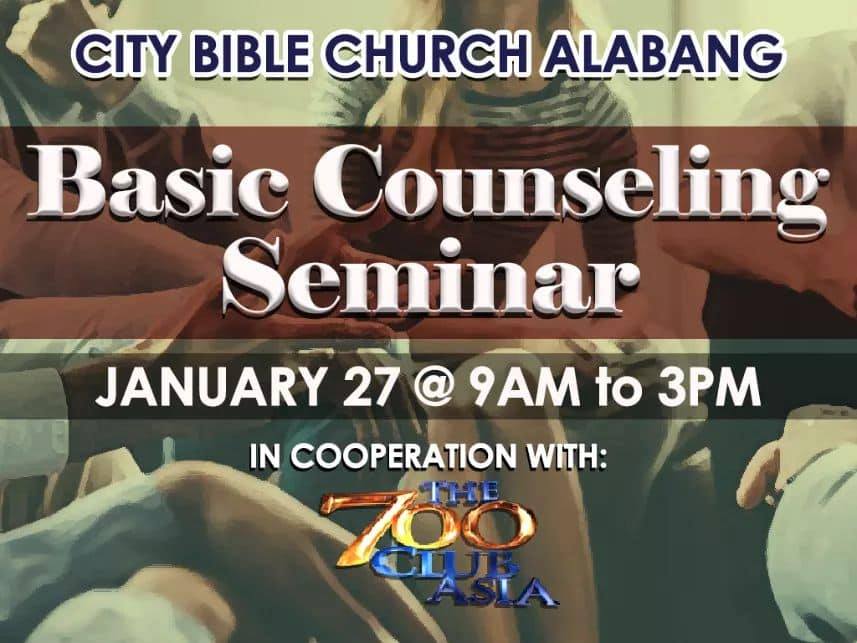 CITY BIBLE CHURCH ALABANG
Basic Counseling
Seminar
JANUARY 27 @ 9AM to 3PM
IN COOPERATION WITH:
THE
700
CLUB
ASIA